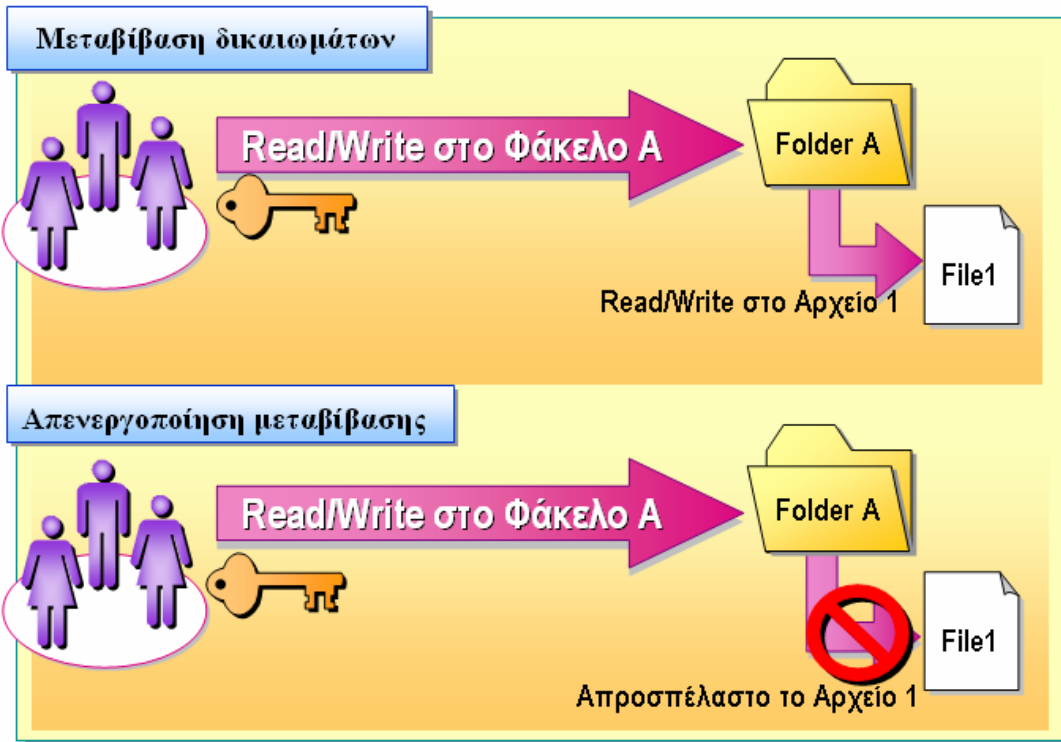 Μεταβίβαση δικαιωμάτων
Read/Write στο Φάκελο Α
Folder A
File1
Read/Write στο Αρχείο 1
Απενεργοποίηση μεταβίβασης
Read/Write στο Φάκελο Α
Folder A
File1
Απροσπέλαστο το Αρχείο 1